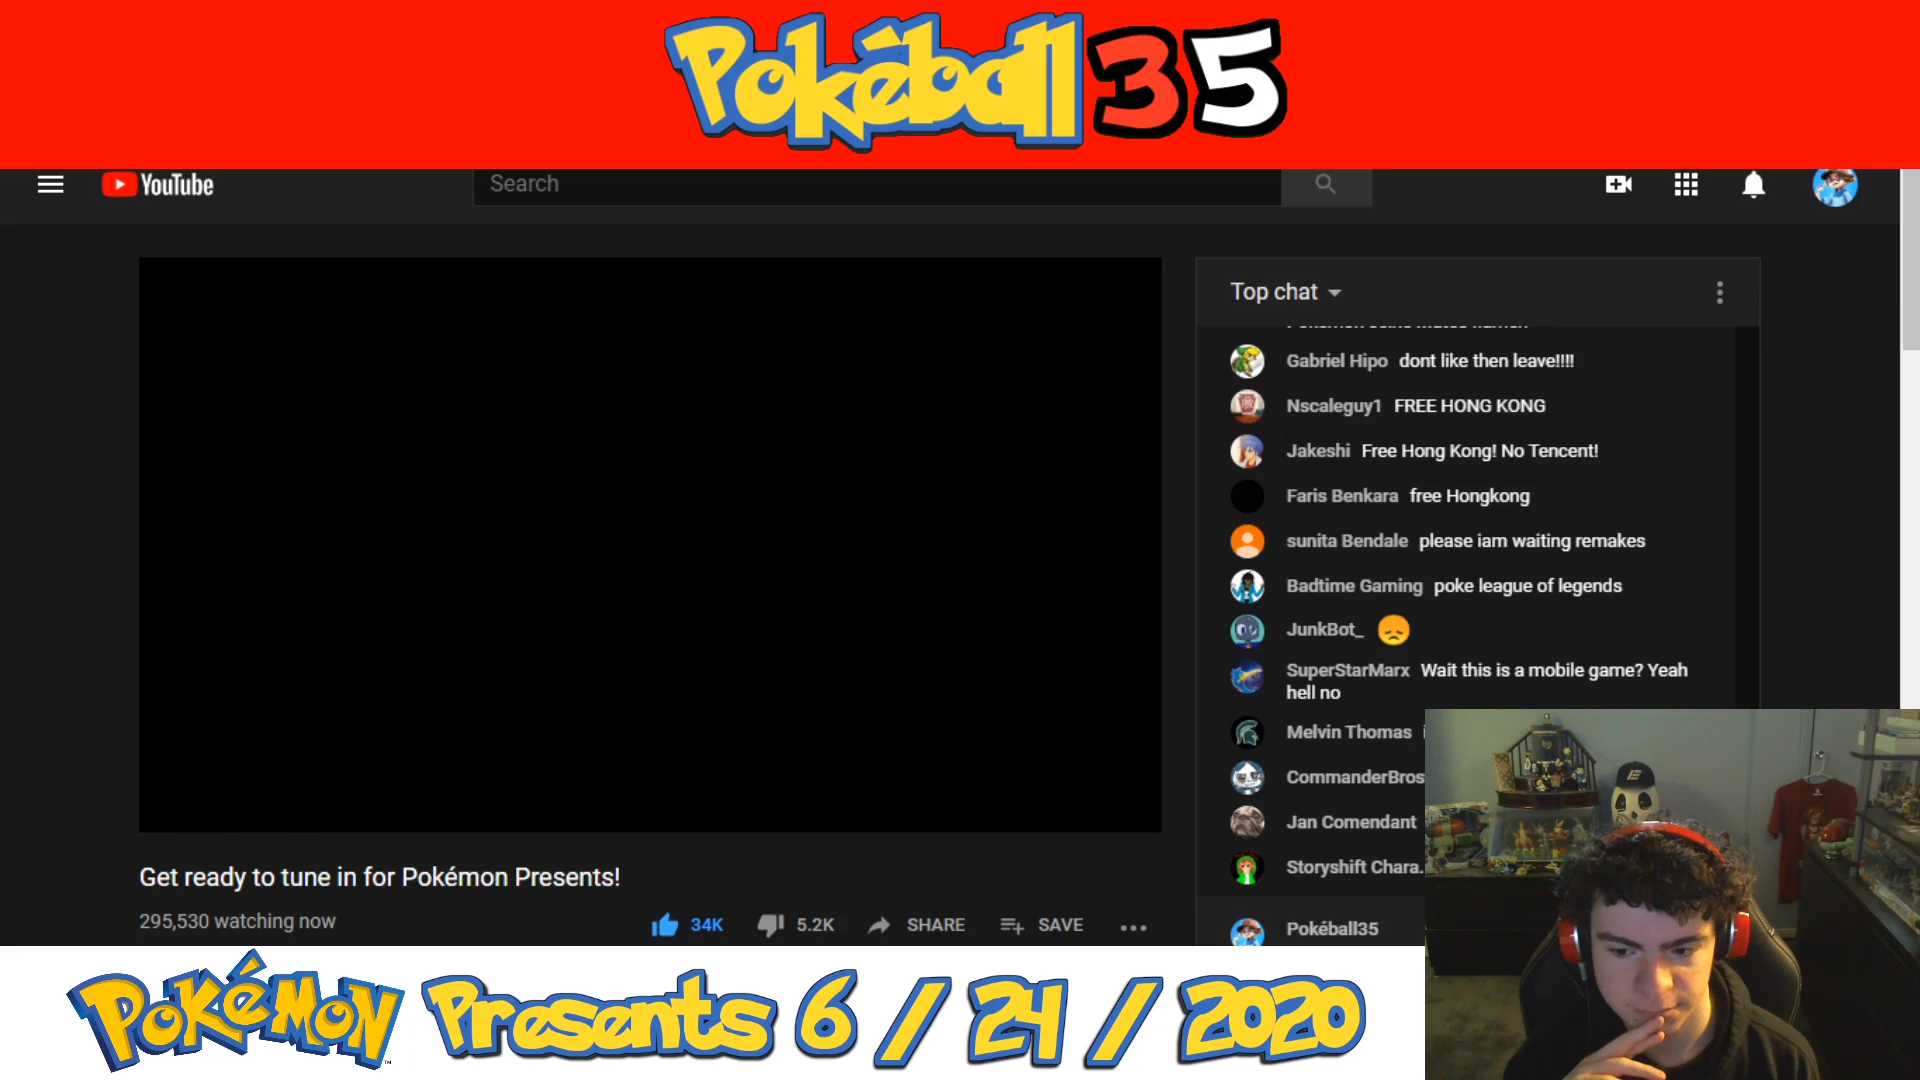 Pokéball35
YouTube
Search
Top chat
Gabriel Hipo dont like then leave!!!!
Nscaleguy1 FREE HONG KONG
Jakeshi Free Hong Kong! No Tencent!
Faris Benkara free Hongkong
sunita Bendale please iam waiting remakes
Badtime Gaming poke league of legends
JunkBot_ 😞
SuperStarMarx Wait this is a mobile game? Yeah
hell no
Melvin Thomas
CommanderBros
Jan Comendant
Storyshift Chara.
Pokéball35
Get ready to tune in for Pokémon Presents!
295,530 watching now
34K
5.2K
SHARE
SAVE
POKéMON Presents 6 / 24 / 2020